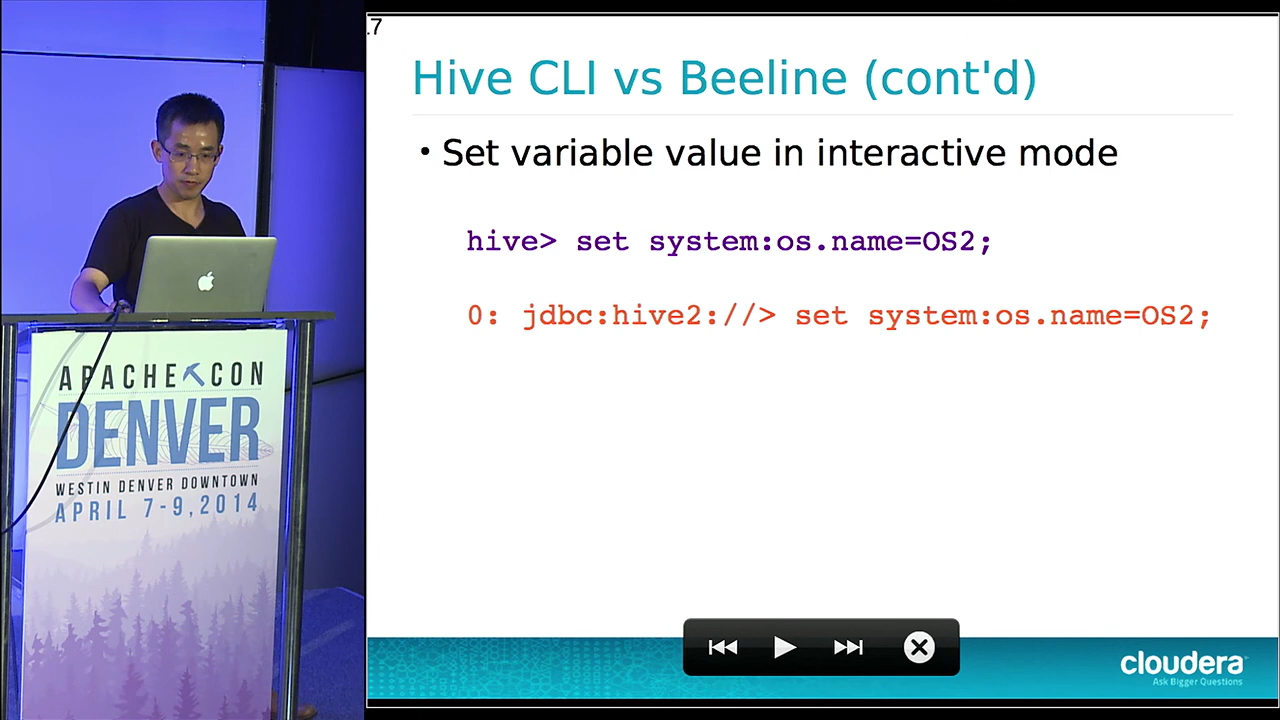 .7
Hive CLI vs Beeline (cont'd)
• Set variable value in interactive mode
hive> set system:os.name=OS2;
0: jdbc:hive2://> set system:os.name=OS2;
cloudera
Ask Bigger Questions
APACHE CON
DENVER
WESTIN DENVER DOWNTOWN
APRIL 7-9, 2014